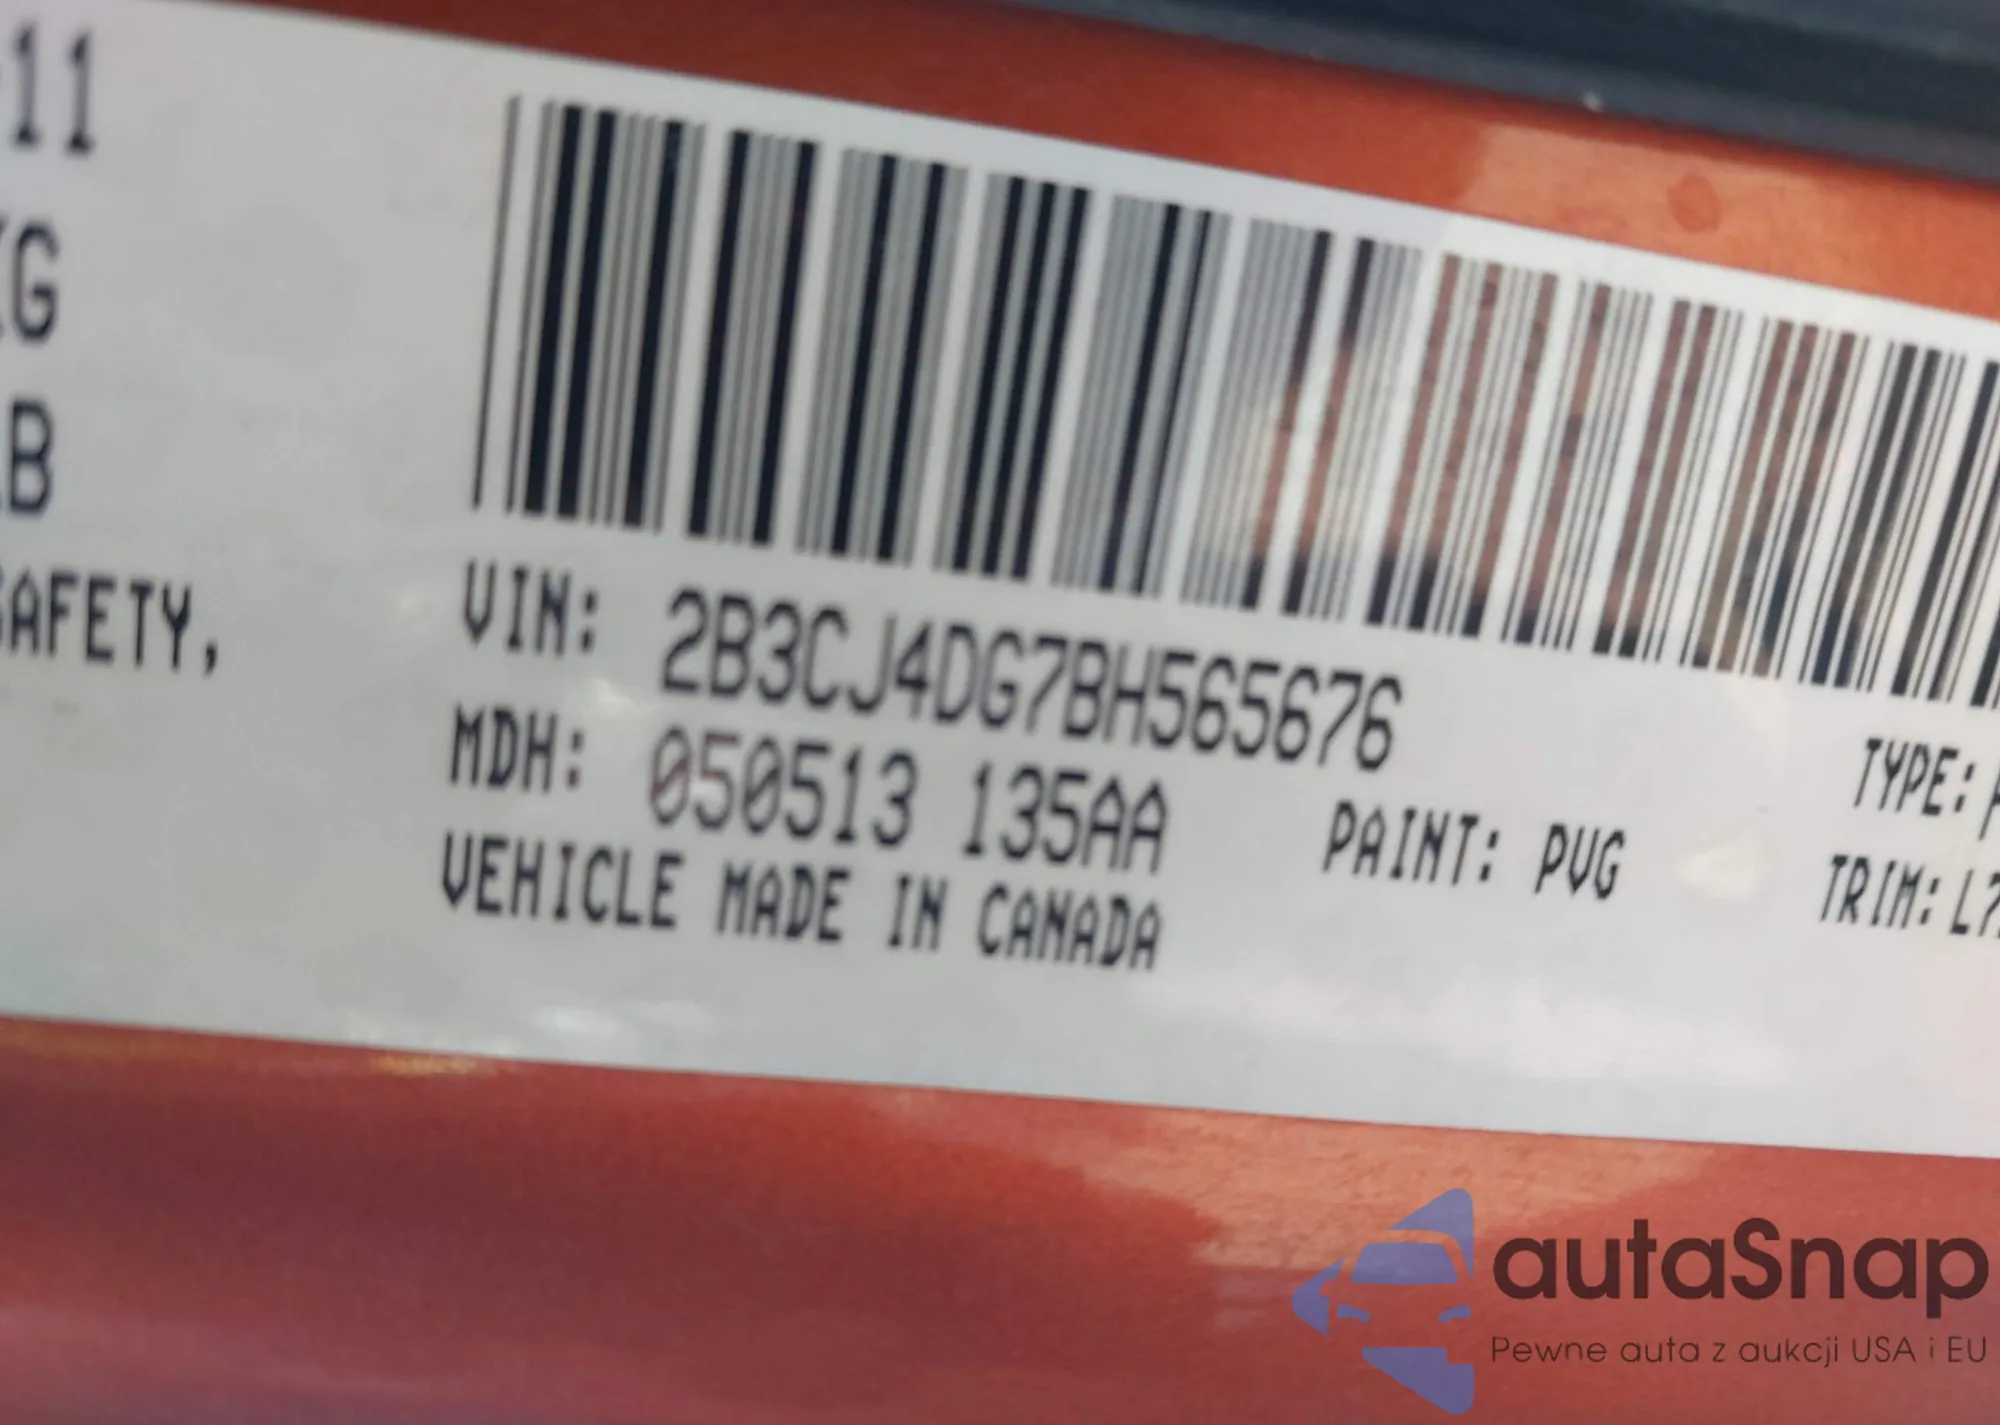 -11
G
B
SAFETY,
VIN: 2B3CJ4DG7BH565676
MDH: 050513 135AA
PAINT: PVG
VEHICLE MADE IN CANADA
TYPE:
TRIM: L7
autaSnap
Pewne auta z aukcji USA i EU